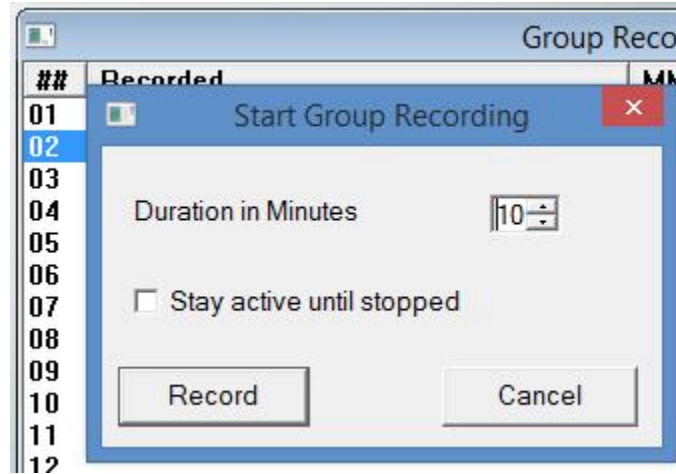 Group Reco
## Recorded MM
01
Start Group Recording
02
03
04 Duration in Minutes 10
05
06
07 Stay active until stopped
08
09
10 Record Cancel
11
12